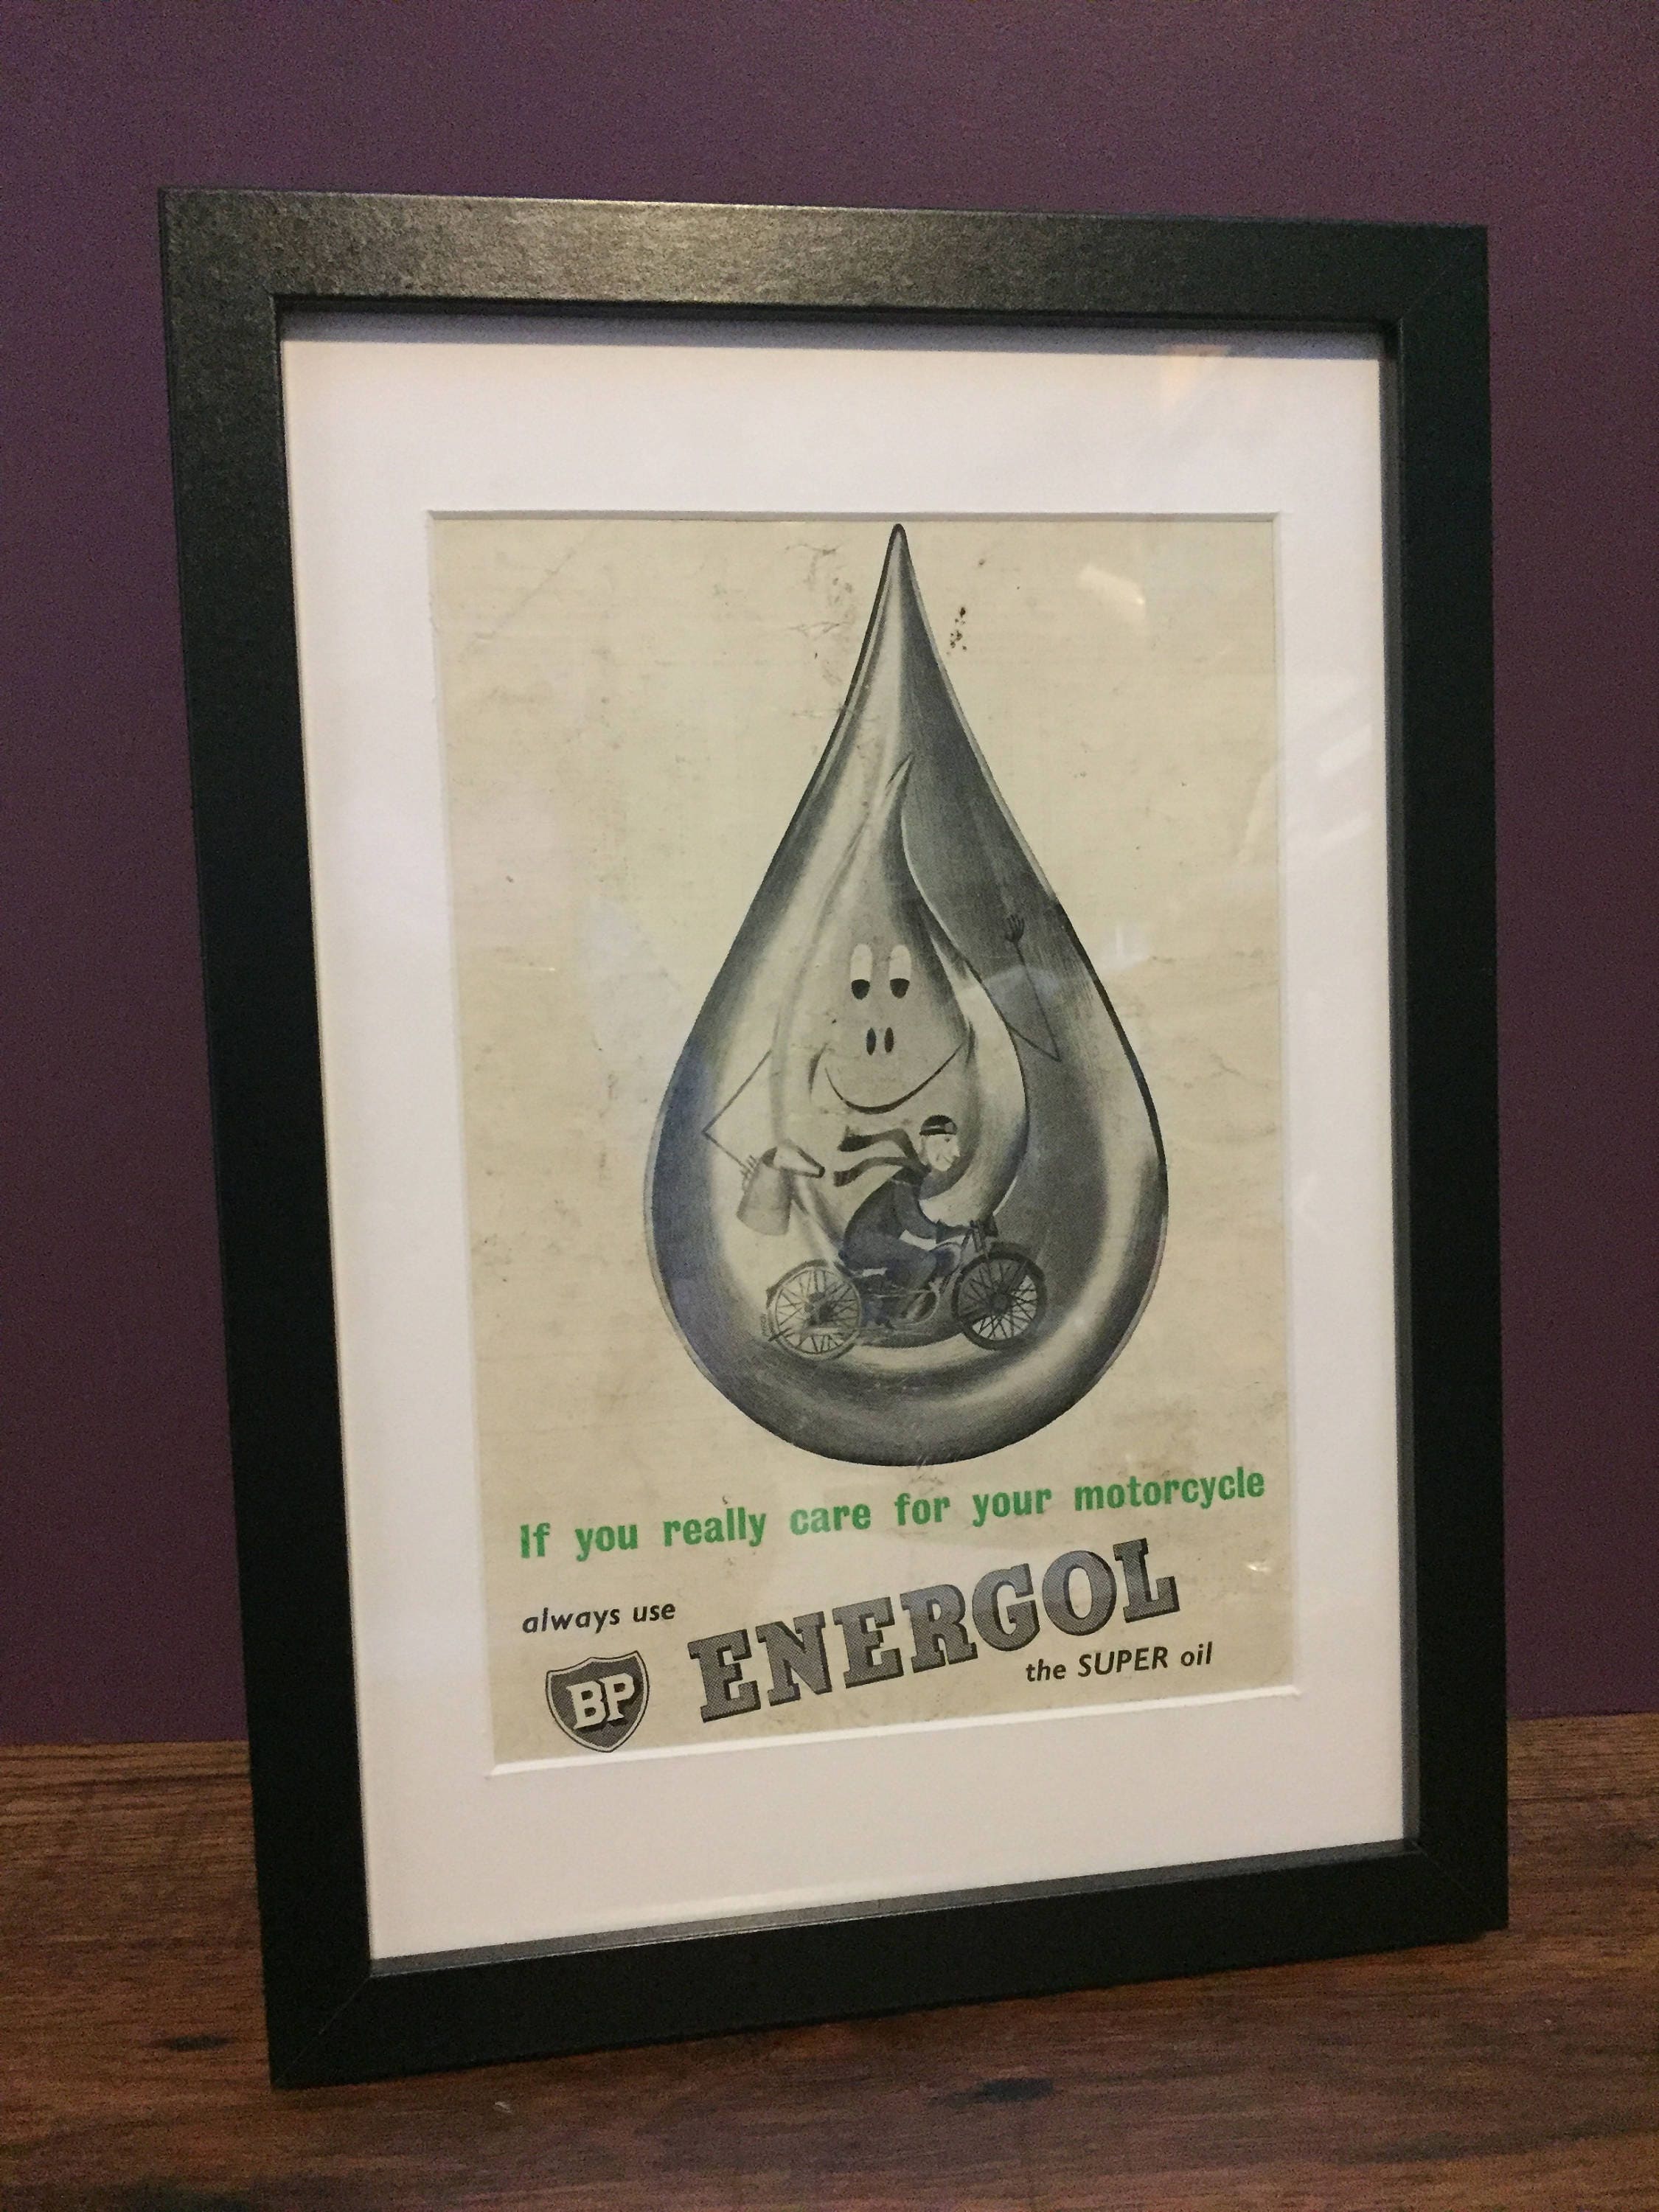 If you really care for your motorcycle
always use
BP ENERGOL
the SUPER oil